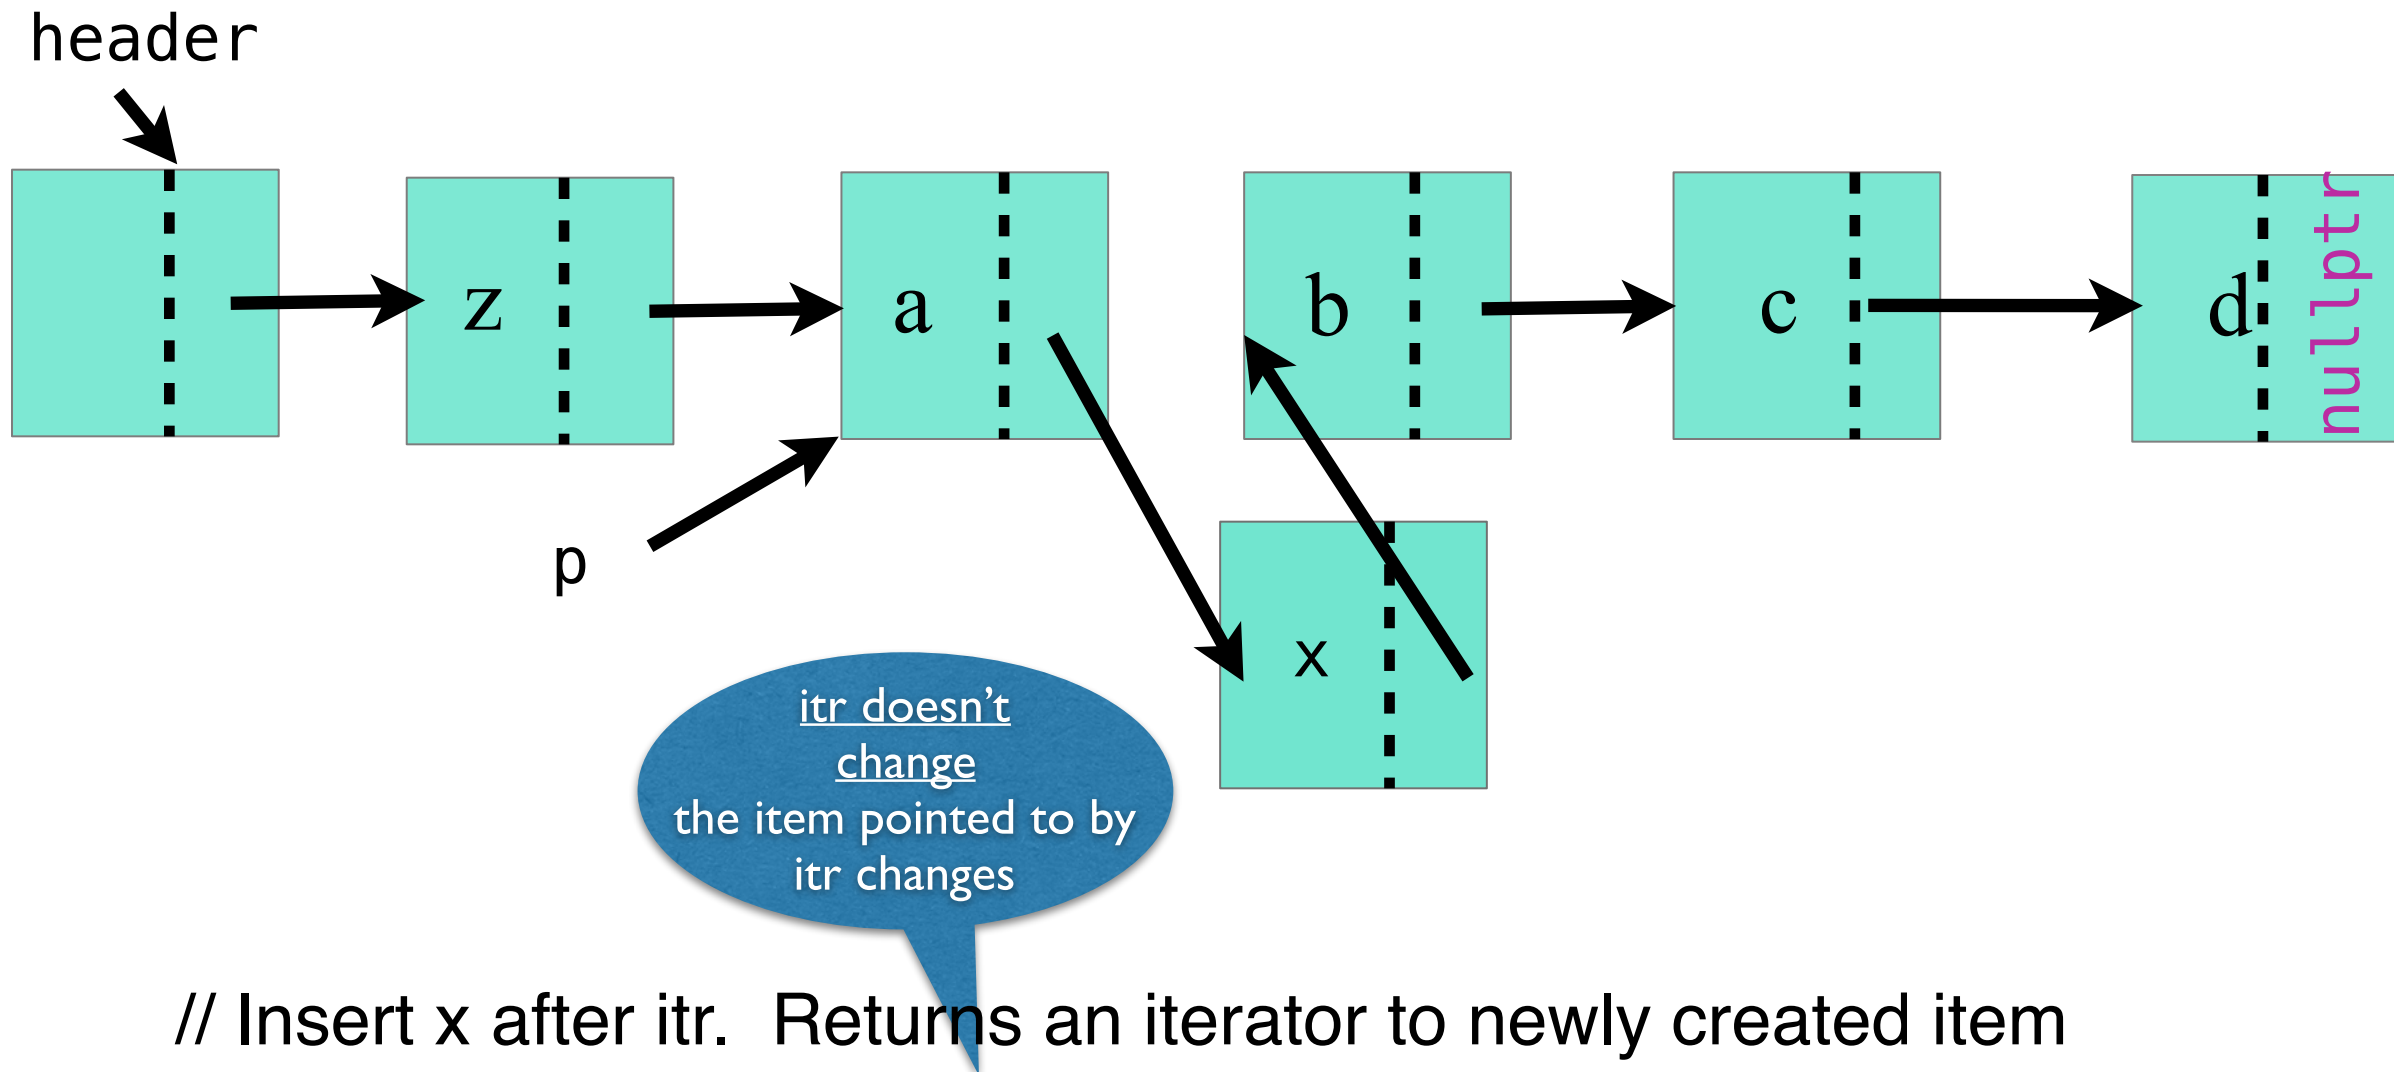 header
z
a
b
c
d
nullptr
p
x
itr doesn’t
change
the item pointed to by
itr changes
// Insert x after itr.  Returns an iterator to newly created item